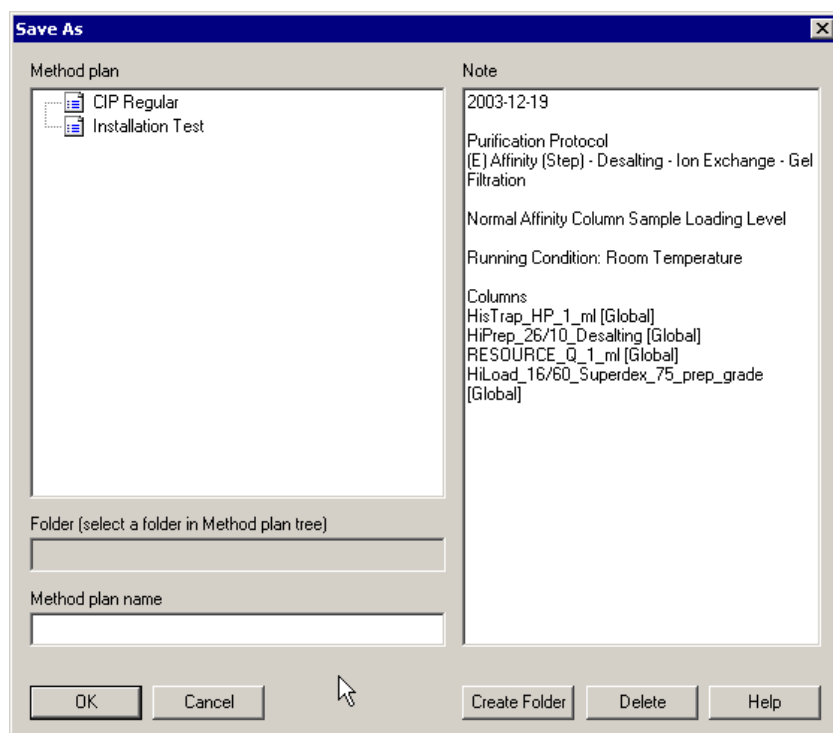 Save As
Method plan
CIP Regular
Installation Test
Folder (select a folder in Method plan tree)
Method plan name
Note
2003-12-19
Purification Protocol
(E) Affinity (Step) - Desalting - Ion Exchange - Gel
Filtration
Normal Affinity Column Sample Loading Level
Running Condition: Room Temperature
Columns
HisTrap_HP_1_ml [Global]
HiPrep_26/10_Desalting [Global]
RESOURCE_Q_1_ml [Global]
HiLoad_16/60_Superdex_75_prep_grade
[Global]
OK
Cancel
Create Folder
Delete
Help